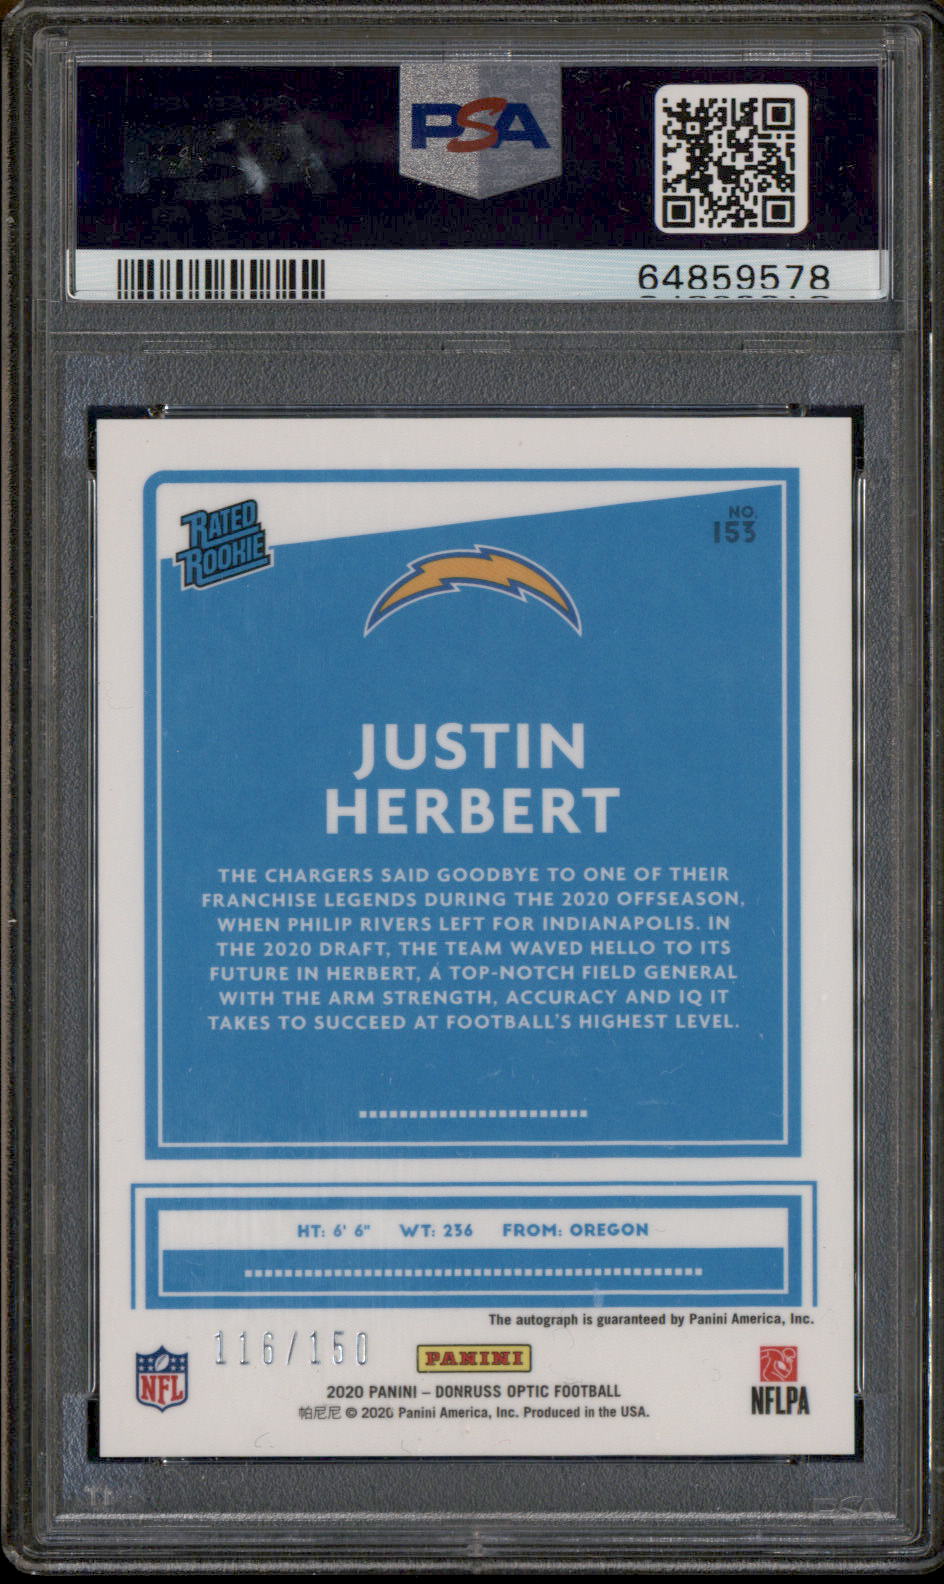 PSA
64859578
RATED
ROOKIE
NO.
153
JUSTIN
HERBERT
THE CHARGERS SAID GOODBYE TO ONE OF THEIR
FRANCHISE LEGENDS DURING THE 2020 OFFSEASON,
WHEN PHILIP RIVERS LEFT FOR INDIANAPOLIS. IN
THE 2020 DRAFT, THE TEAM WAVED HELLO TO ITS
FUTURE IN HERBERT, A TOP-NOTCH FIELD GENERAL
WITH THE ARM STRENGTH, ACCURACY AND IQ IT
TAKES TO SUCCEED AT FOOTBALL'S HIGHEST LEVEL.
HT: 6' 6" WT: 236 FROM: OREGON
The autograph is guaranteed by Panini America, Inc.
116/150
NFL
PANINI
NFLPA
2020 PANINI – DONRUSS OPTIC FOOTBALL
帕尼尼 © 2020 Panini America, Inc. Produced in the USA.
PSA